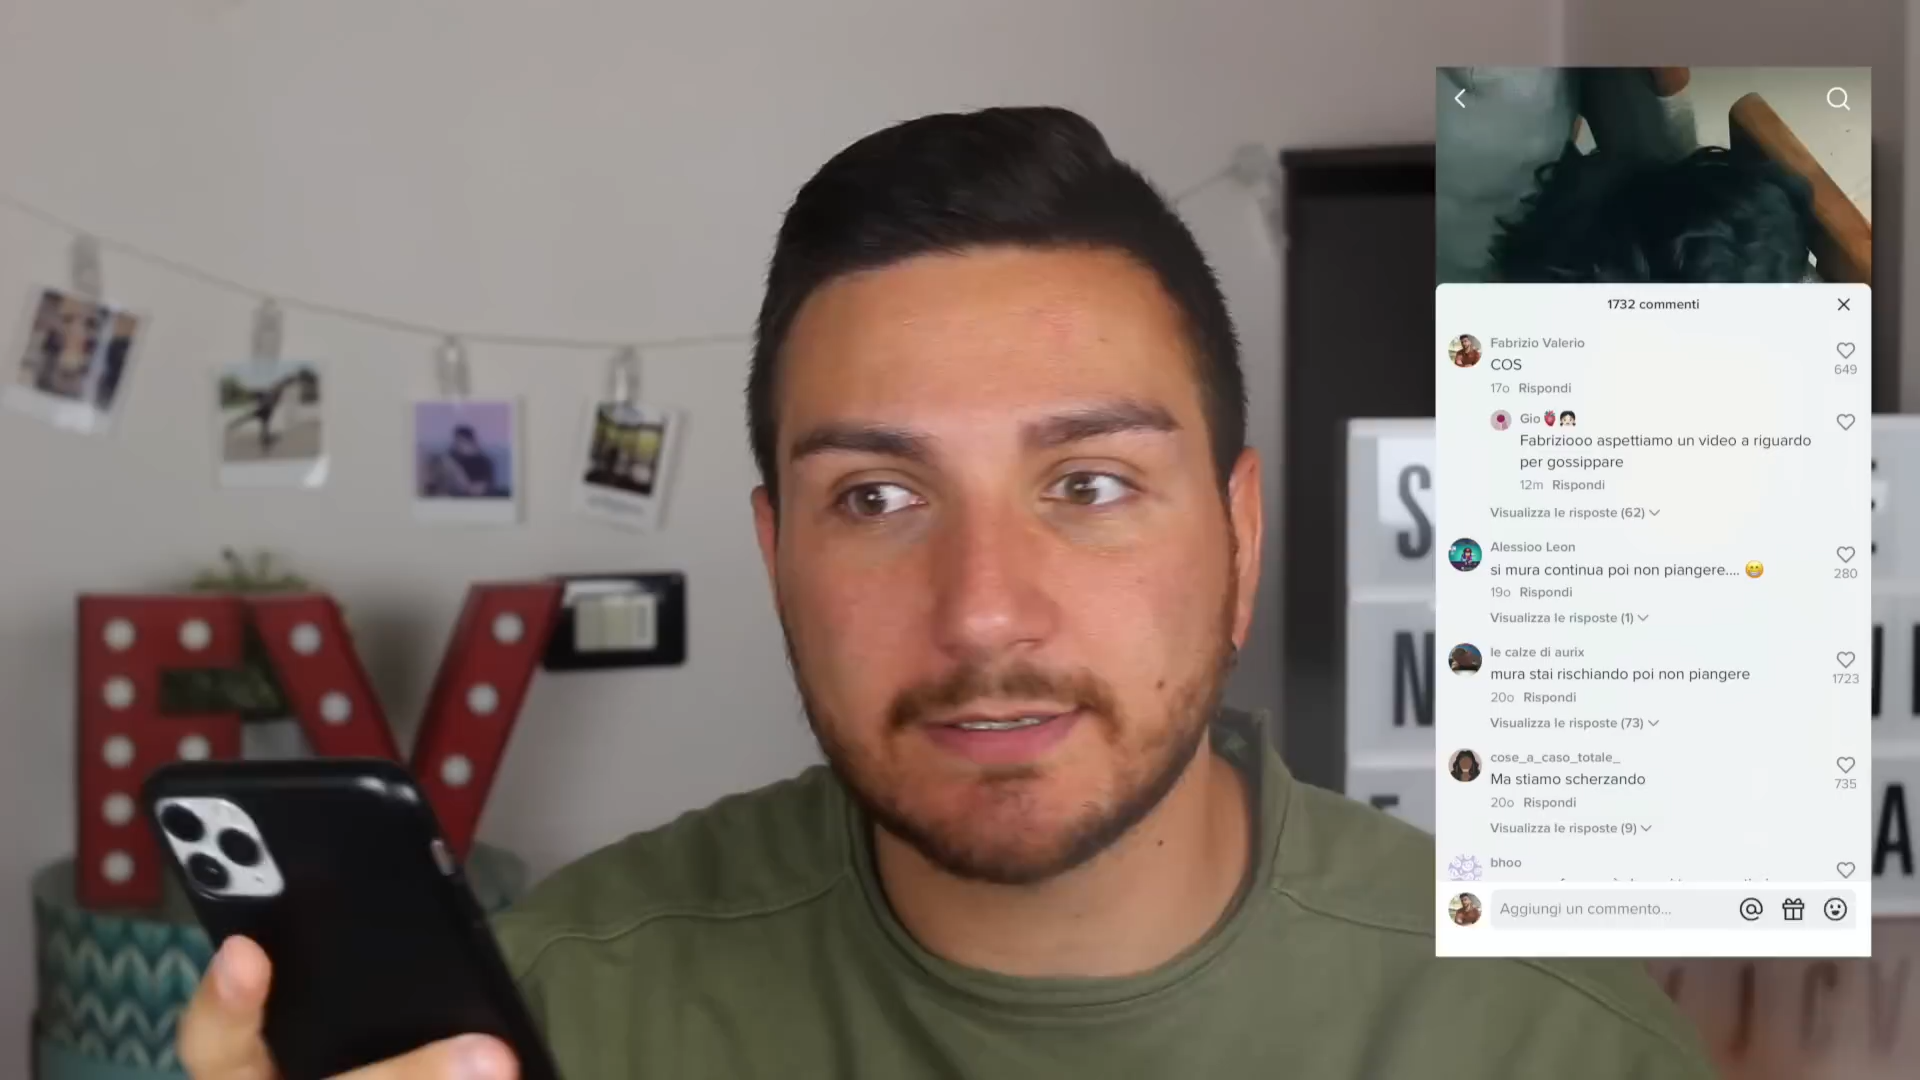 FV
1732 commenti
Fabrizio Valerio
COS
649
17o Rispondi
Gio🫀👧🏻
Fabriziooo aspettiamo un video a riguardo
per gossippare
12m Rispondi
Visualizza le risposte (62)
Alessioo Leon
si mura continua poi non piangere.... 😁
280
19o Rispondi
Visualizza le risposte (1)
le calze di aurix
mura stai rischiando poi non piangere
1723
20o Rispondi
Visualizza le risposte (73)
cose_a_caso_totale_
Ma stiamo scherzando
735
20o Rispondi
Visualizza le risposte (9)
bhoo
Aggiungi un commento...